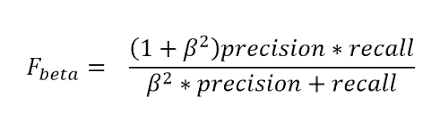 F_beta = (1 + β²)precision * recall / β² * precision + recall